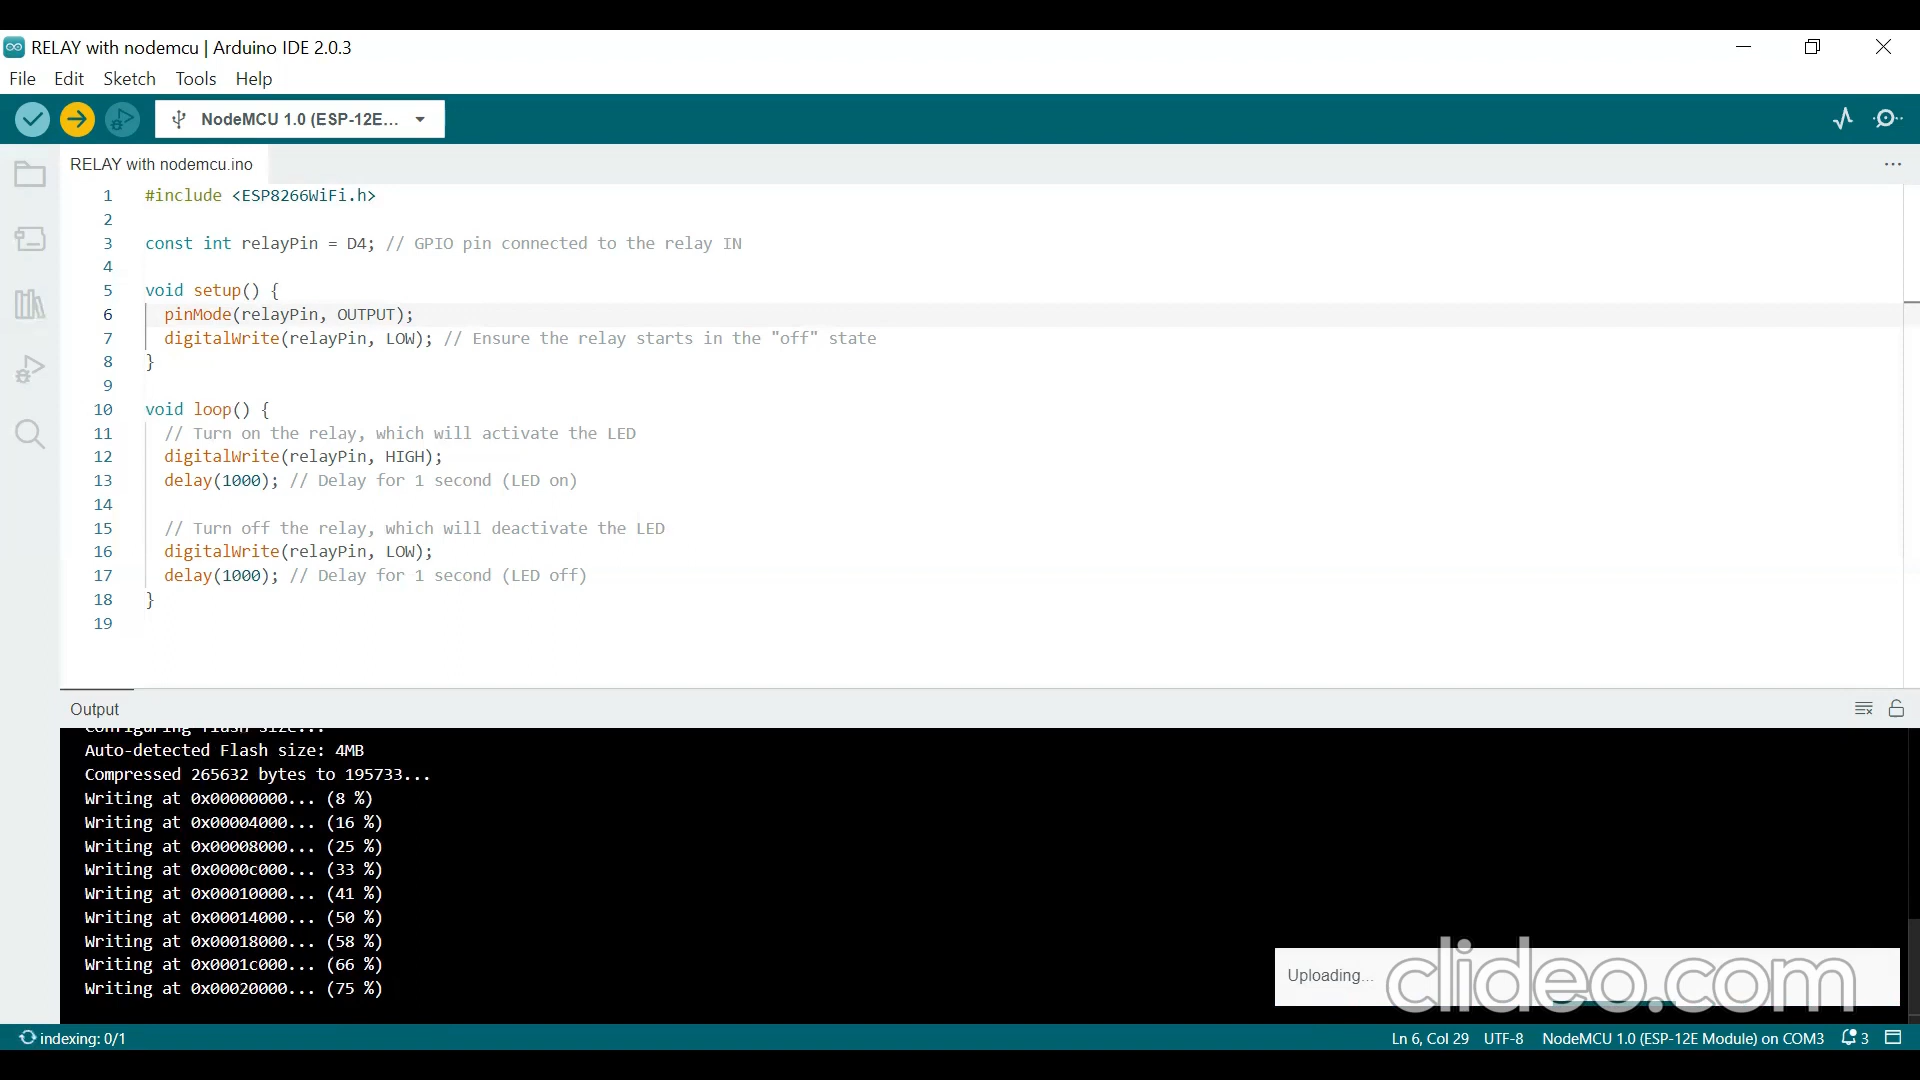 RELAY with nodemcu | Arduino IDE 2.0.3
File Edit Sketch Tools Help
NodeMCU 1.0 (ESP-12E...
RELAY with nodemcu.ino
1 #include <ESP8266WiFi.h>
2
3 const int relayPin = D4; // GPIO pin connected to the relay IN
4
5 void setup() {
6 pinMode(relayPin, OUTPUT);
7 digitalWrite(relayPin, LOW); // Ensure the relay starts in the "off" state
8 }
9
10 void loop() {
11 // Turn on the relay, which will activate the LED
12 digitalWrite(relayPin, HIGH);
13 delay(1000); // Delay for 1 second (LED on)
14
15 // Turn off the relay, which will deactivate the LED
16 digitalWrite(relayPin, LOW);
17 delay(1000); // Delay for 1 second (LED off)
18 }
19
Output
Configuring flash size...
Auto-detected Flash size: 4MB
Compressed 265632 bytes to 195733...
Writing at 0x00000000... (8 %)
Writing at 0x00004000... (16 %)
Writing at 0x00008000... (25 %)
Writing at 0x0000c000... (33 %)
Writing at 0x00010000... (41 %)
Writing at 0x00014000... (50 %)
Writing at 0x00018000... (58 %)
Writing at 0x0001c000... (66 %)
Writing at 0x00020000... (75 %)
Uploading...
clideo.com
indexing: 0/1
Ln 6, Col 29 UTF-8 NodeMCU 1.0 (ESP-12E Module) on COM3 3